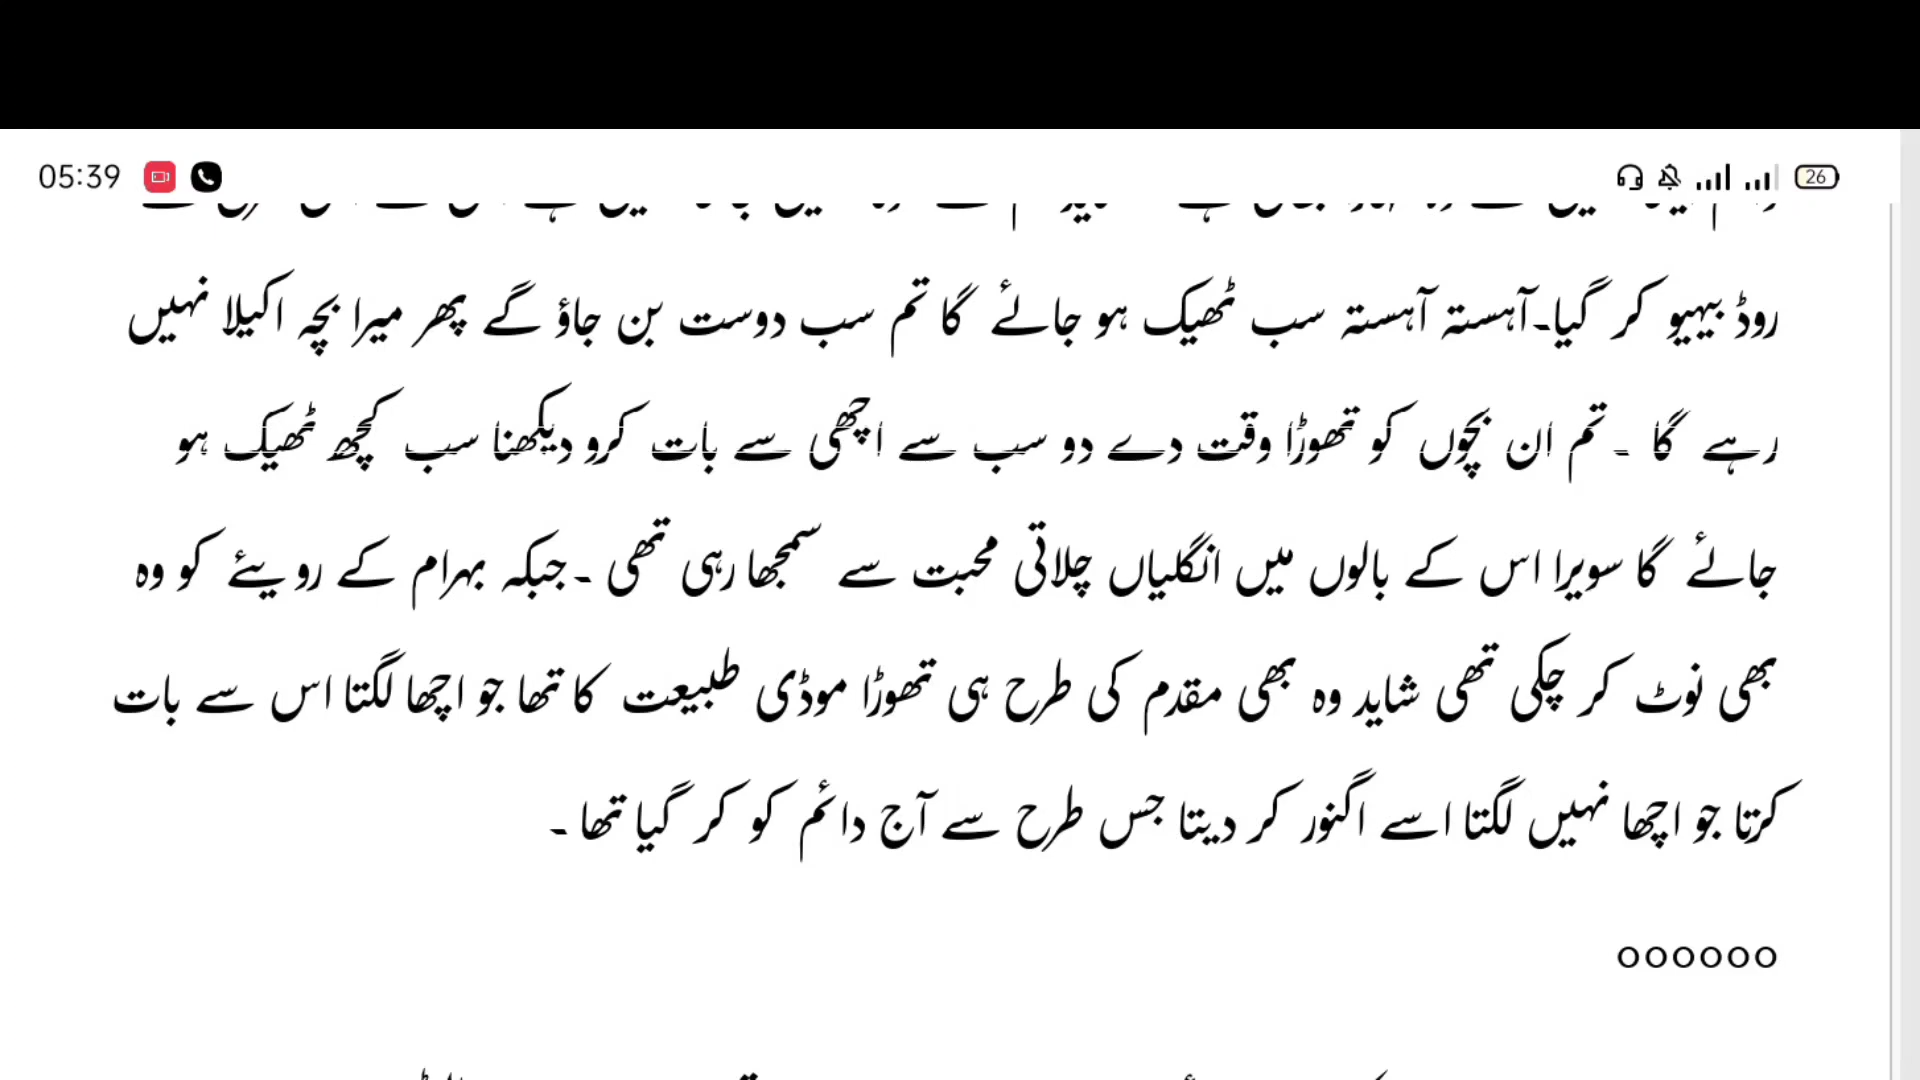 05:39
26
روڈ بیہیو کر گیا۔آہستہ آہستہ سب ٹھیک ہو جائے گا تم سب دوست بن جاؤ گے پھر میرا بچہ اکیلا نہیں
رہے گا ۔ تم ان بچوں کو تھوڑا وقت دے دو سب سے اچھی سے بات کرو دیکھنا سب کچھ ٹھیک ہو
جائے گا سویرا اس کے بالوں میں انگلیاں چلاتی محبت سے سمجھا رہی تھی ۔جبکہ بہرام کے رویئے کو وہ
بھی نوٹ کر چکی تھی شاید وہ بھی مقدم کی طرح ہی تھوڑا موڈی طبیعت کا تھا جو اچھا لگتا اس سے بات
کرتا جو اچھا نہیں لگتا اسے اگنور کر دیتا جس طرح سے آج دائم کو کر گیا تھا ۔
oooooo